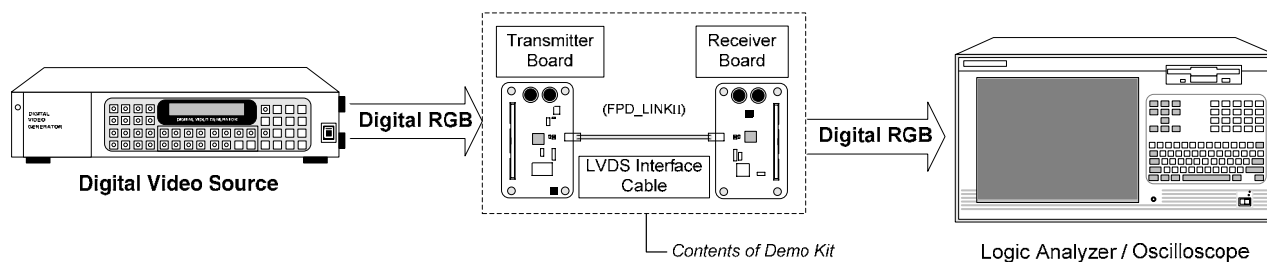 Transmitter
Board
Receiver
Board
DIGITAL
VIDEO
GENERATOR
DIGITAL VIDEO GENERATOR
Digital RGB
(FPD_LINKII)
Digital RGB
LVDS Interface
Cable
Digital Video Source
Contents of Demo Kit
Logic Analyzer / Oscilloscope